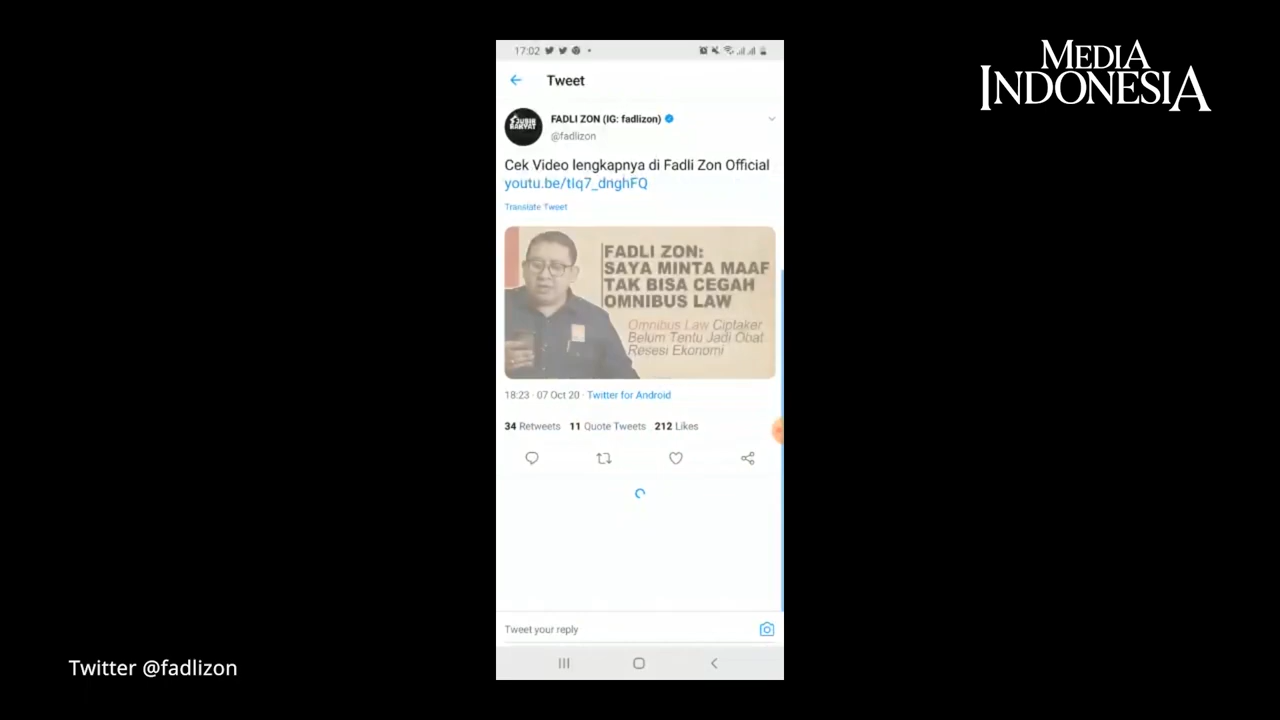 MEDIA
INDONESIA
17:02
Tweet
FADLI ZON (IG: fadlizon)
@fadlizon
Cek Video lengkapnya di Fadli Zon Official
youtu.be/tIq7_dnghFQ
Translate Tweet
FADLI ZON:
SAYA MINTA MAAF
TAK BISA CEGAH
OMNIBUS LAW
Omnibus Law Ciptaker
Belum Tentu Jadi Obat
Resesi Ekonomi
18:23 · 07 Oct 20 · Twitter for Android
34 Retweets 11 Quote Tweets 212 Likes
Tweet your reply
Twitter @fadlizon